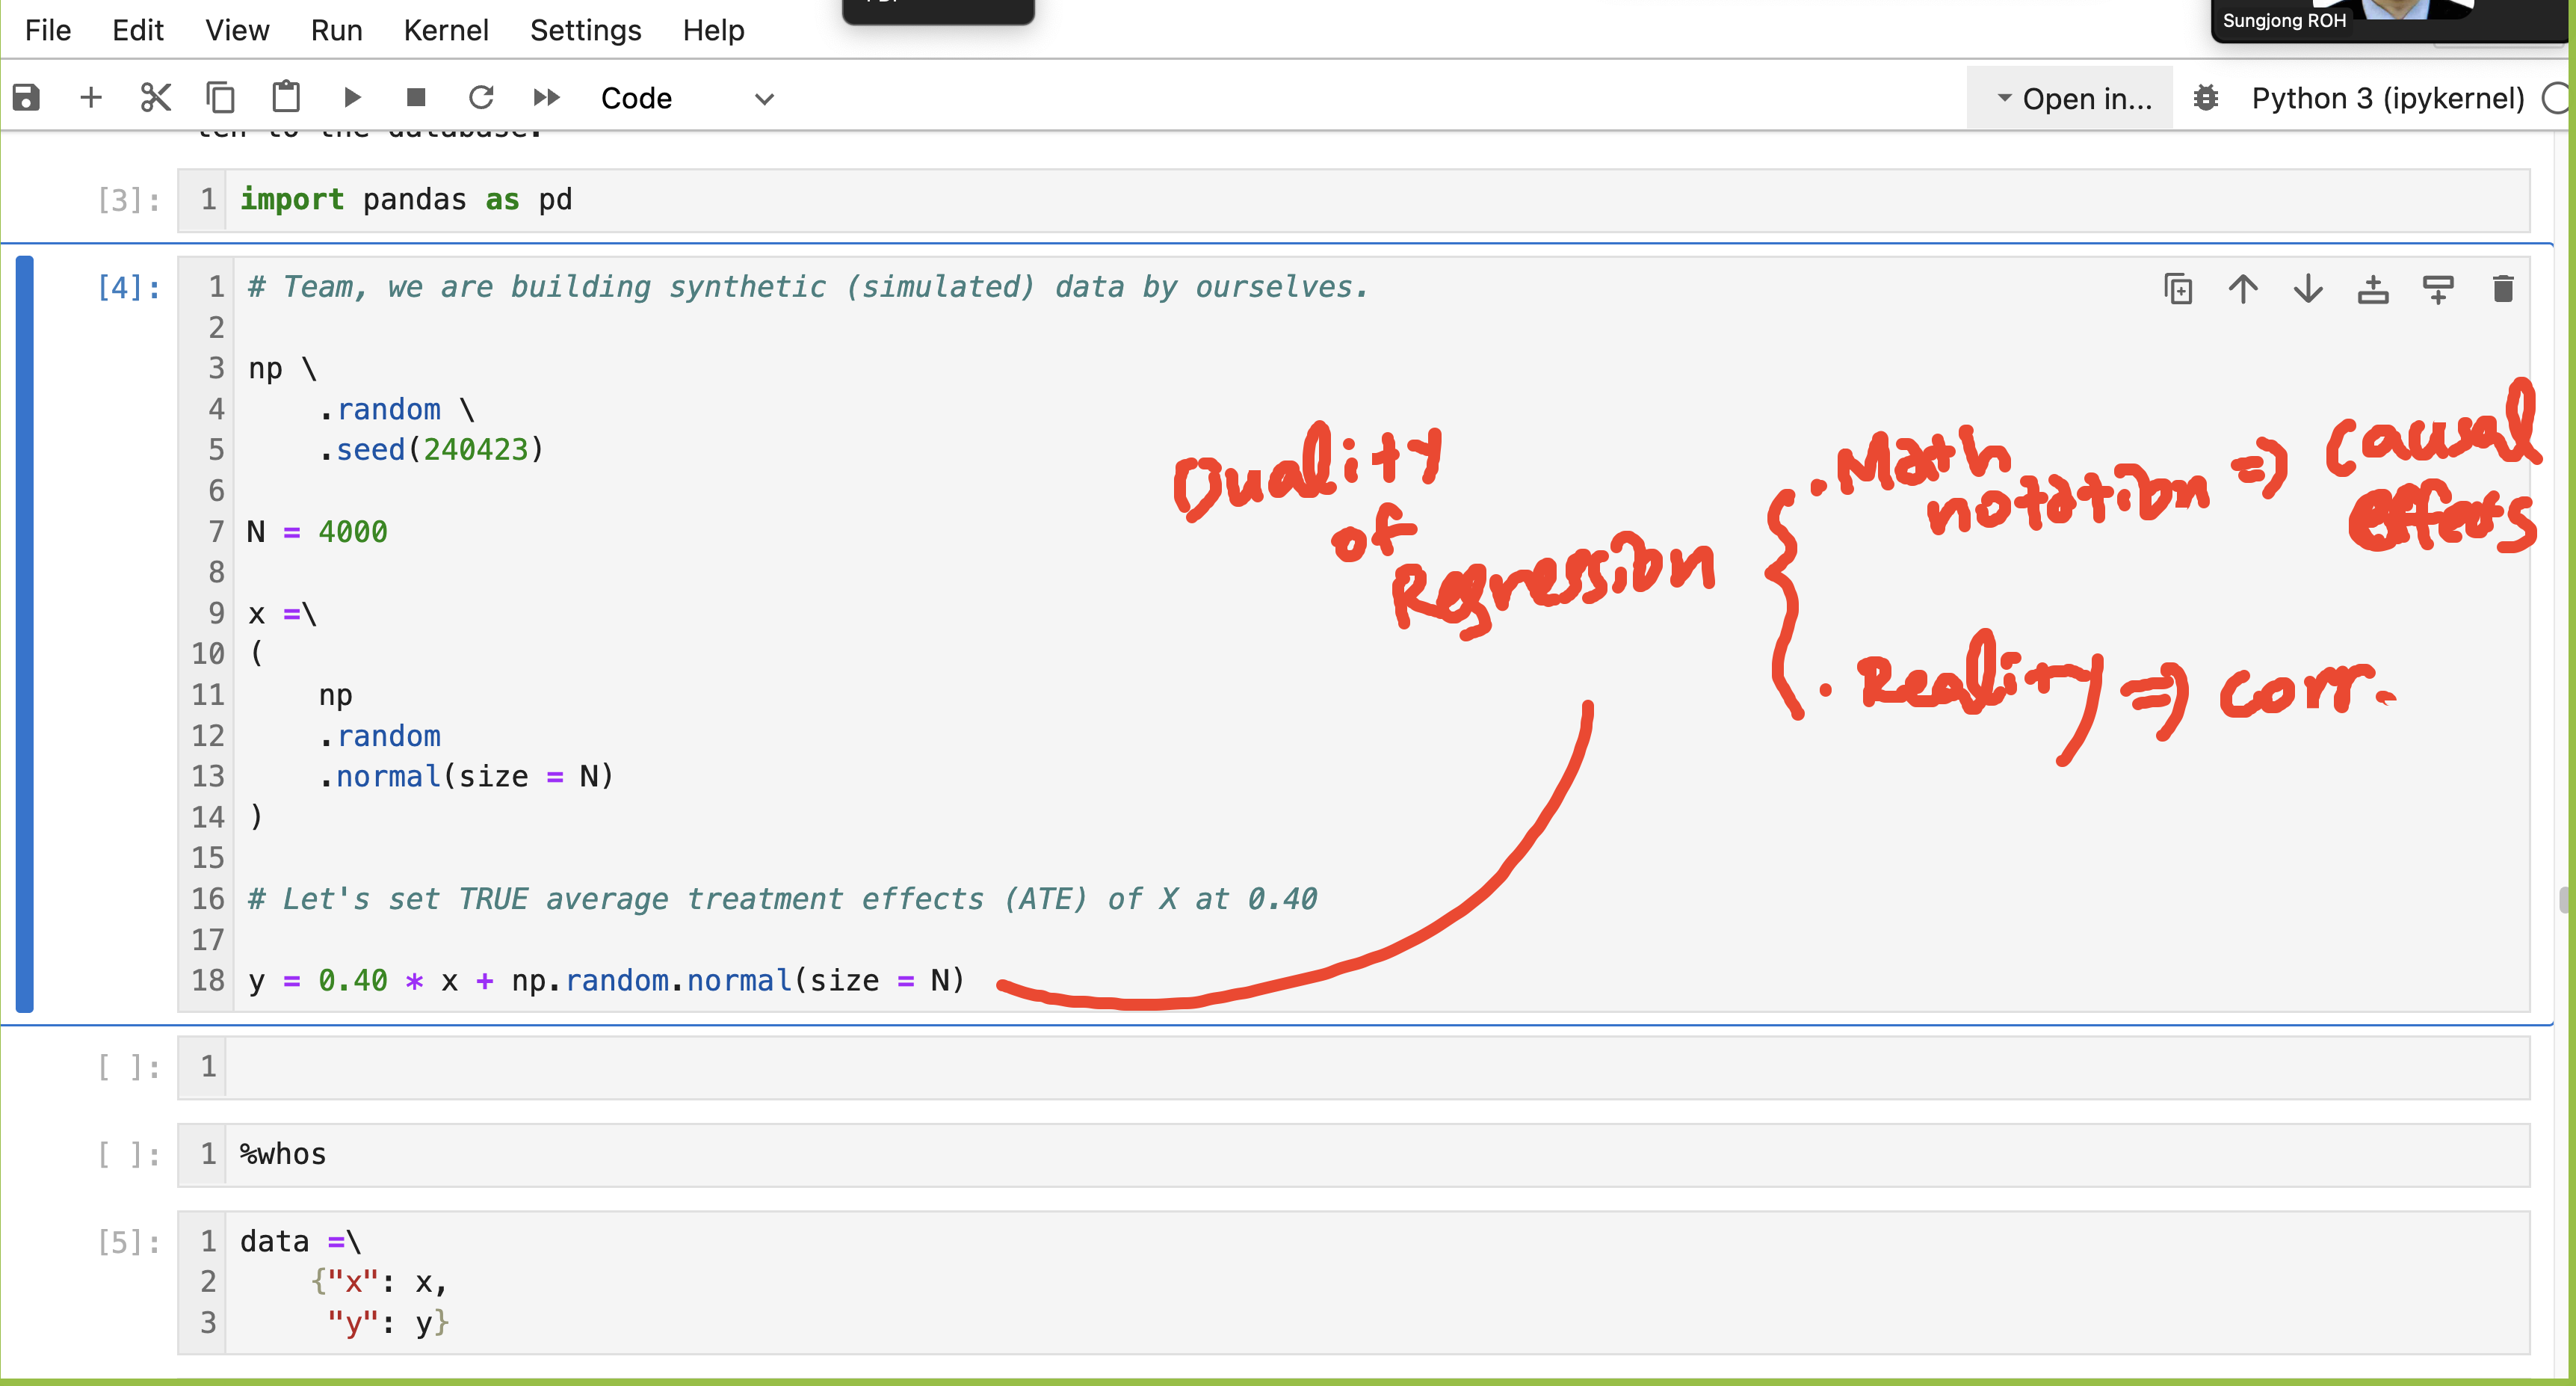 Sungjong ROH
File Edit View Run Kernel Settings Help
Code Open in... Python 3 (ipykernel)
ten to the database.
[3]: 1 import pandas as pd
[4]: 1 # Team, we are building synthetic (simulated) data by ourselves.
2
3 np \
4 .random \
5 .seed(240423)
6
7 N = 4000
8
9 x =\
10 (
11 np
12 .random
13 .normal(size = N)
14 )
15
16 # Let's set TRUE average treatment effects (ATE) of X at 0.40
17
18 y = 0.40 * x + np.random.normal(size = N)
Duality
of
Regression
{
· Math
notation => causal
effects
· Reality => corr.
[ ]: 1
[ ]: 1 %whos
[5]: 1 data =\
2 {"x": x,
3 "y": y}